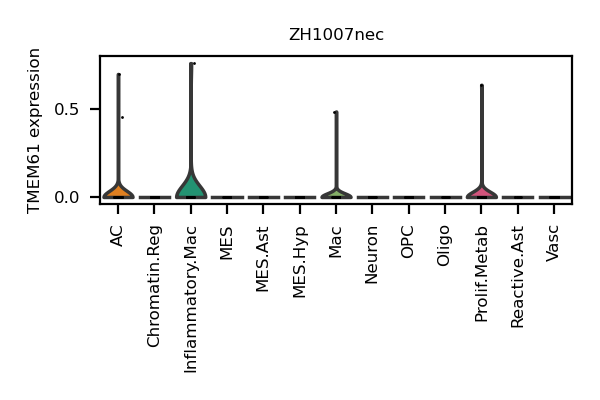 ZH1007nec
TMEM61 expression
0.5
0.0
AC
Chromatin.Reg
Inflammatory.Mac
MES
MES.Ast
MES.Hyp
Mac
Neuron
OPC
Oligo
Prolif.Metab
Reactive.Ast
Vasc